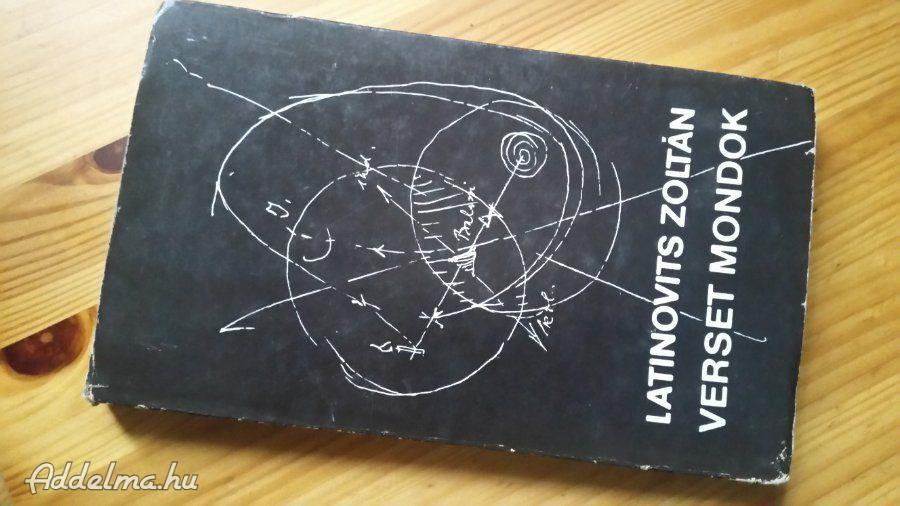 LATINOVITS ZOLTÁN
VERSET MONDOK
Addelma.hu